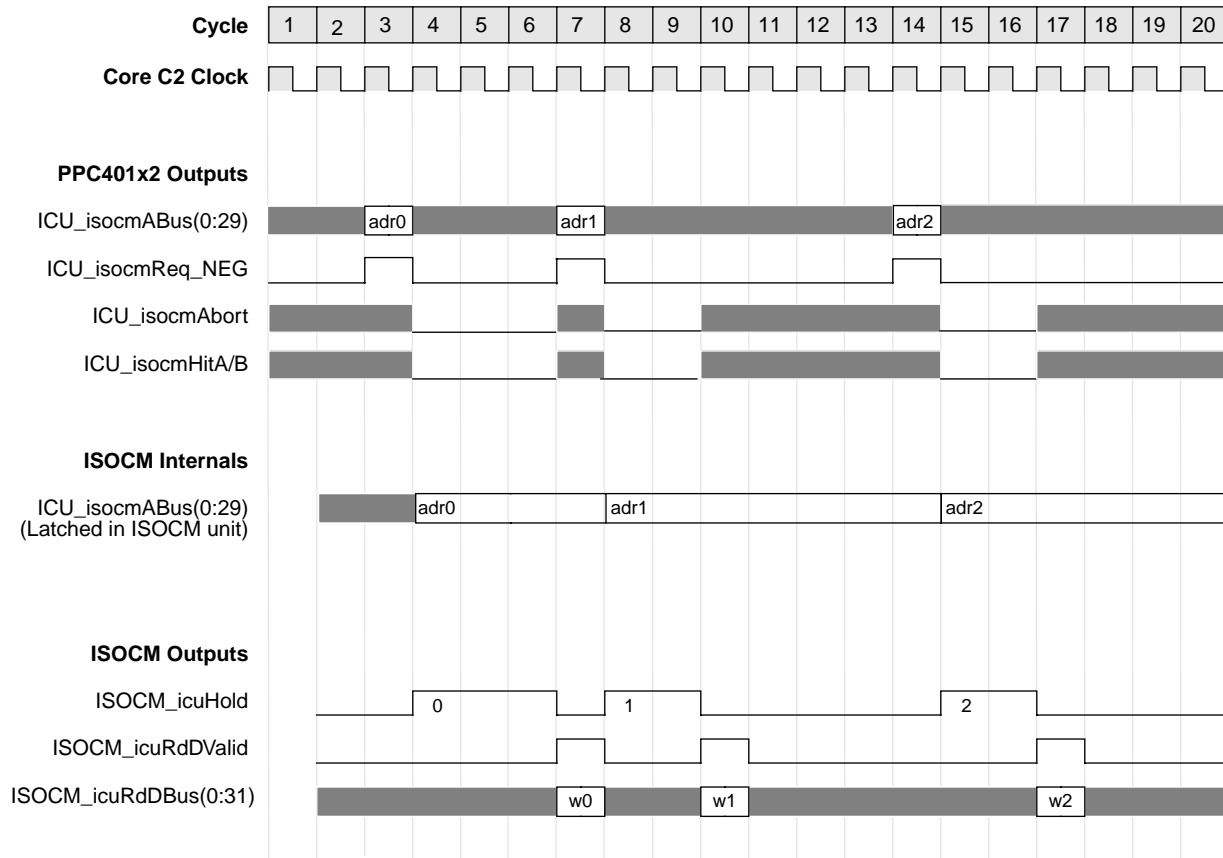 Cycle 1 2 3 4 5 6 7 8 9 10 11 12 13 14 15 16 17 18 19 20
Core C2 Clock
PPC401x2 Outputs
ICU_isocmABus(0:29) adr0 adr1 adr2
ICU_isocmReq_NEG
ICU_isocmAbort
ICU_isocmHitA/B
ISOCM Internals
ICU_isocmABus(0:29) adr0 adr1 adr2
(Latched in ISOCM unit)
ISOCM Outputs
ISOCM_icuHold 0 1 2
ISOCM_icuRdDValid
ISOCM_icuRdDBus(0:31) w0 w1 w2